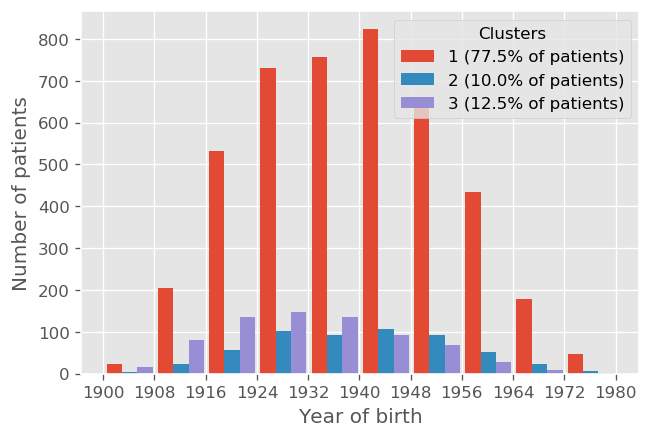 Clusters
1 (77.5% of patients)
2 (10.0% of patients)
3 (12.5% of patients)
Number of patients
800
700
600
500
400
300
200
100
0
1900 1908 1916 1924 1932 1940 1948 1956 1964 1972 1980
Year of birth